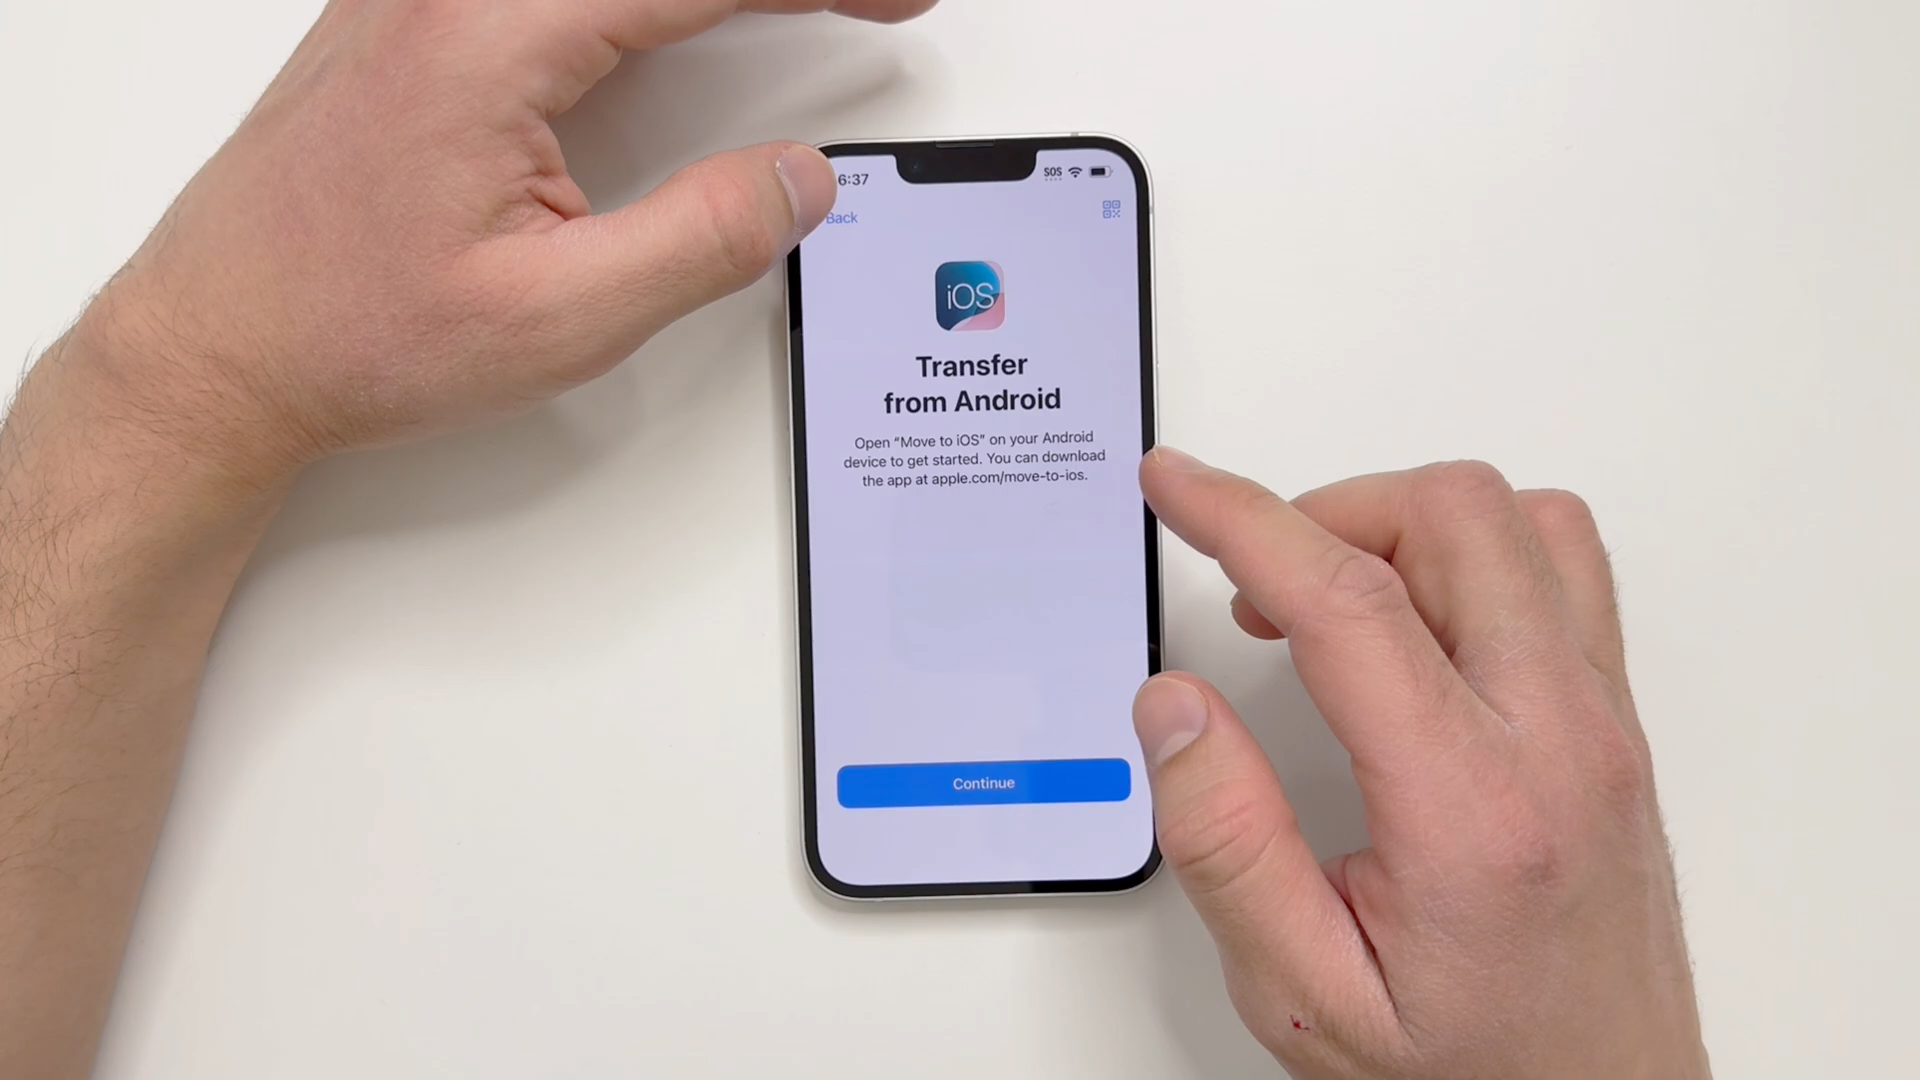 6:37
SOS
Back
iOS
Transfer
from Android
Open “Move to iOS” on your Android
device to get started. You can download
the app at apple.com/move-to-ios.
Continue